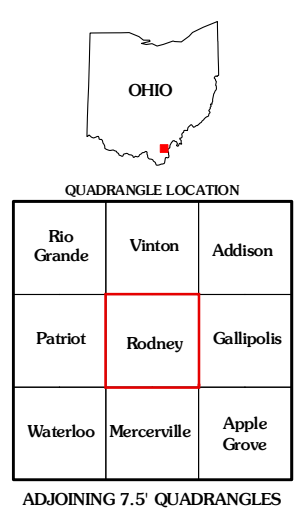 OHIO
QUADRANGLE LOCATION
Rio
Grande
Vinton
Addison
Patriot
Rodney
Gallipolis
Waterloo
Mercerville
Apple
Grove
ADJOINING 7.5' QUADRANGLES